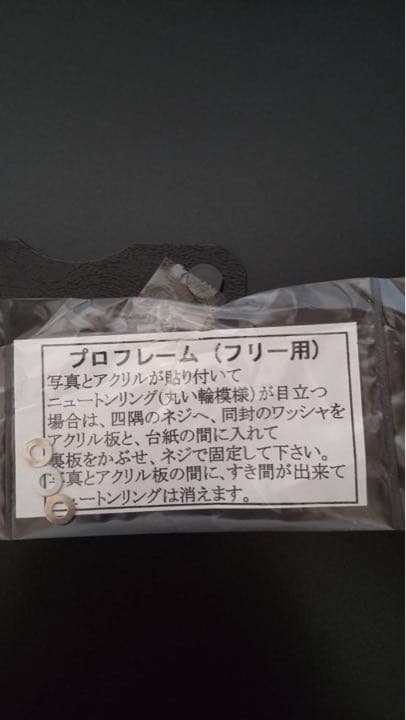 プロフレーム（フリー用）
写真とアクリルが貼り付いて
ニュートンリング(丸い輪模様)が目立つ
場合は、四隅のネジへ、同封のワッシャを
アクリル板と、台紙の間に入れて
裏板をかぶせ、ネジで固定して下さい。
写真とアクリル板の間に、すき間が出来て
ニュートンリングは消えます。